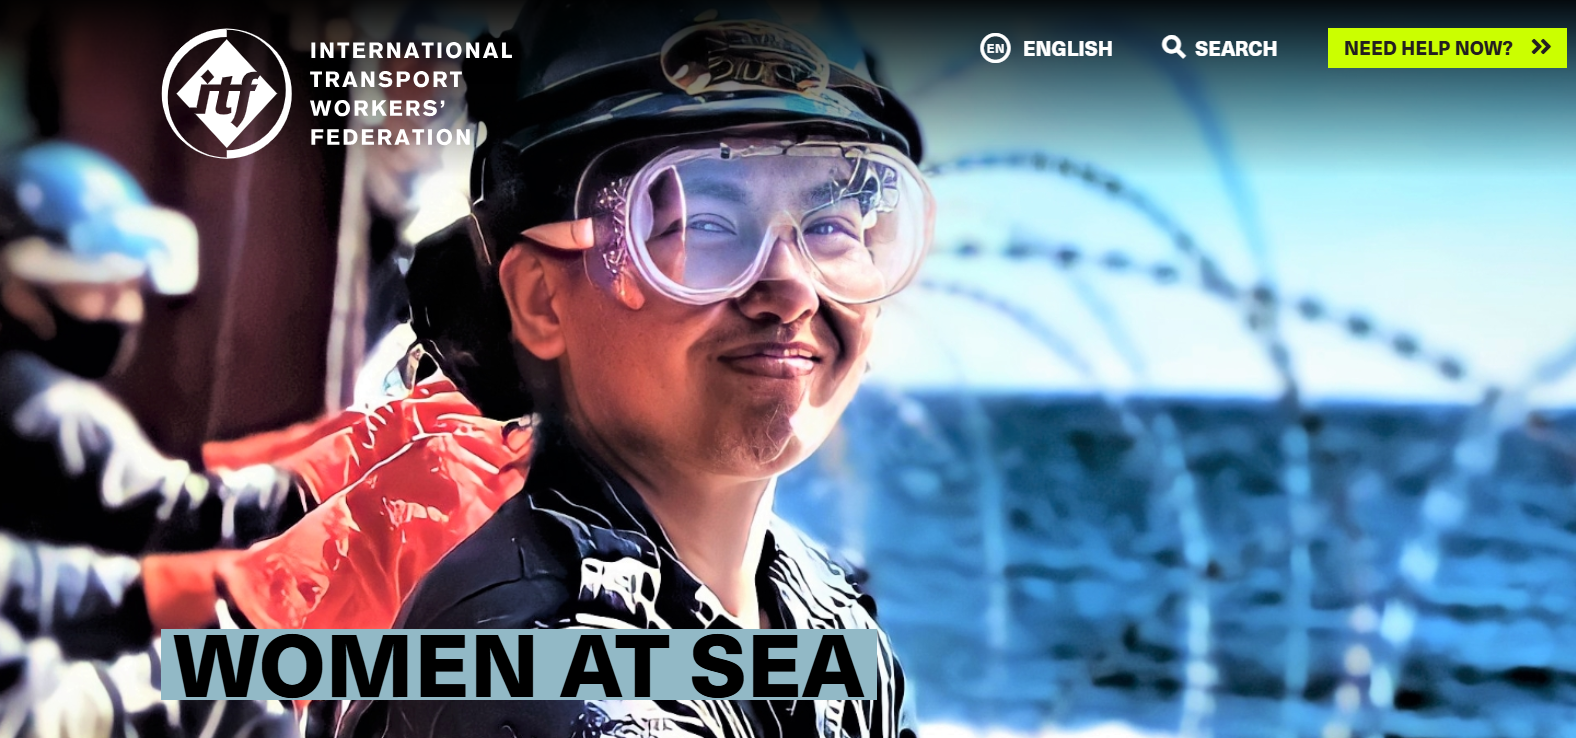 itf
INTERNATIONAL
TRANSPORT
WORKERS’
FEDERATION
EN ENGLISH
SEARCH
NEED HELP NOW?
WOMEN AT SEA